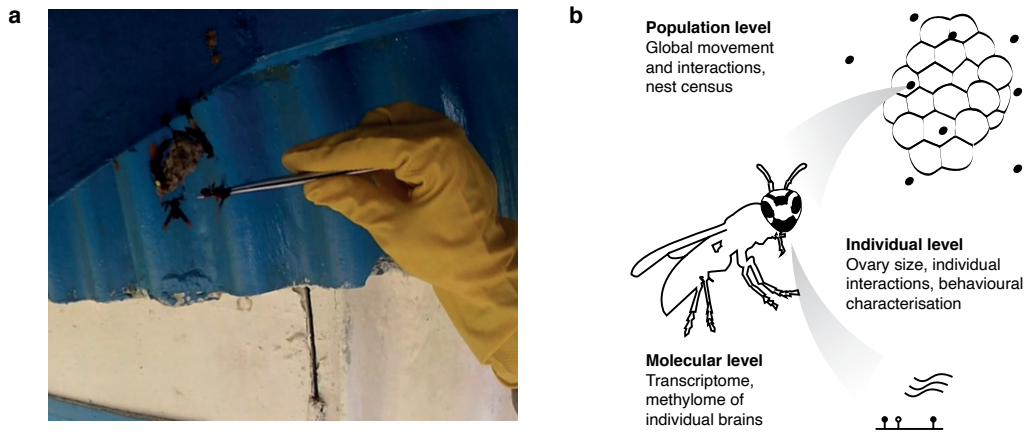 a
b
Population level
Global movement
and interactions,
nest census
Individual level
Ovary size, individual
interactions, behavioural
characterisation
Molecular level
Transcriptome,
methylome of
individual brains